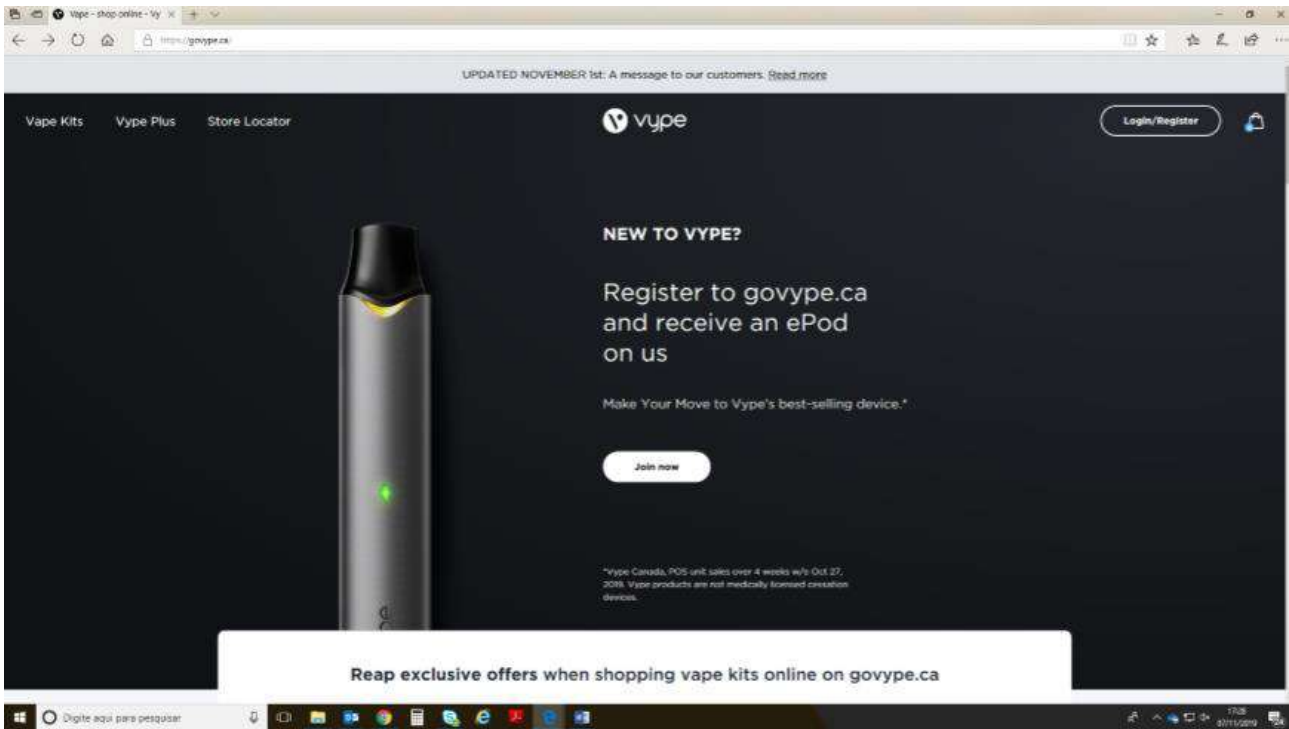 Vape - shop online - Vy
https://govype.ca/
UPDATED NOVEMBER 1st: A message to our customers. Read more
Vape Kits
Vype Plus
Store Locator
vype
Login/Register
NEW TO VYPE?
Register to govype.ca
and receive an ePod
on us
Make Your Move to Vype's best-selling device.*
Join now
*Vype Canada, POS unit sales over 4 weeks w/e Oct 27,
2019. Vype products are not medically licensed cessation
devices.
Reap exclusive offers when shopping vape kits online on govype.ca
Digite aqui para pesquisar
07/11/2019